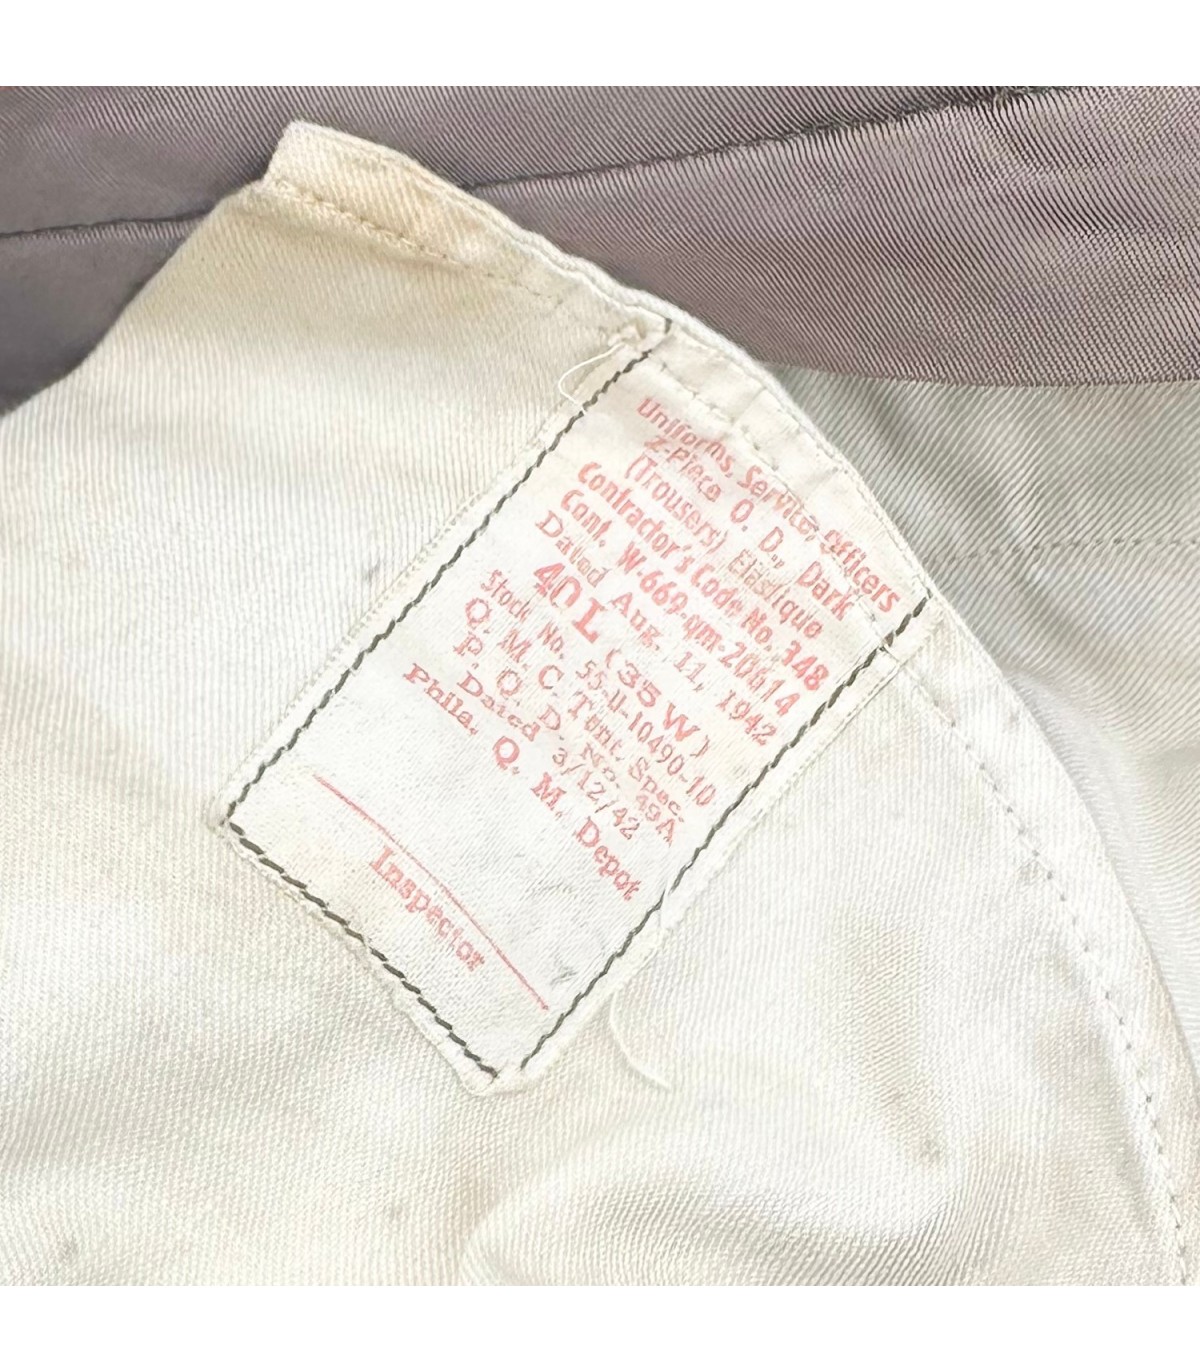 Uniforms, Service, officers
2-Piece O. D., Dark
(Trousers) Elastique
Contractor's Code No. 348
Cont. W-669-qm-20614
Dated Aug. 11, 1942
40 L (35 W)
Stock No. 55-U-10490-10
Q. M. C. Tent. Spec.
P. Q. D. No. 49A
Dated 3/12/42
Phila. Q. M. Depot
Inspector